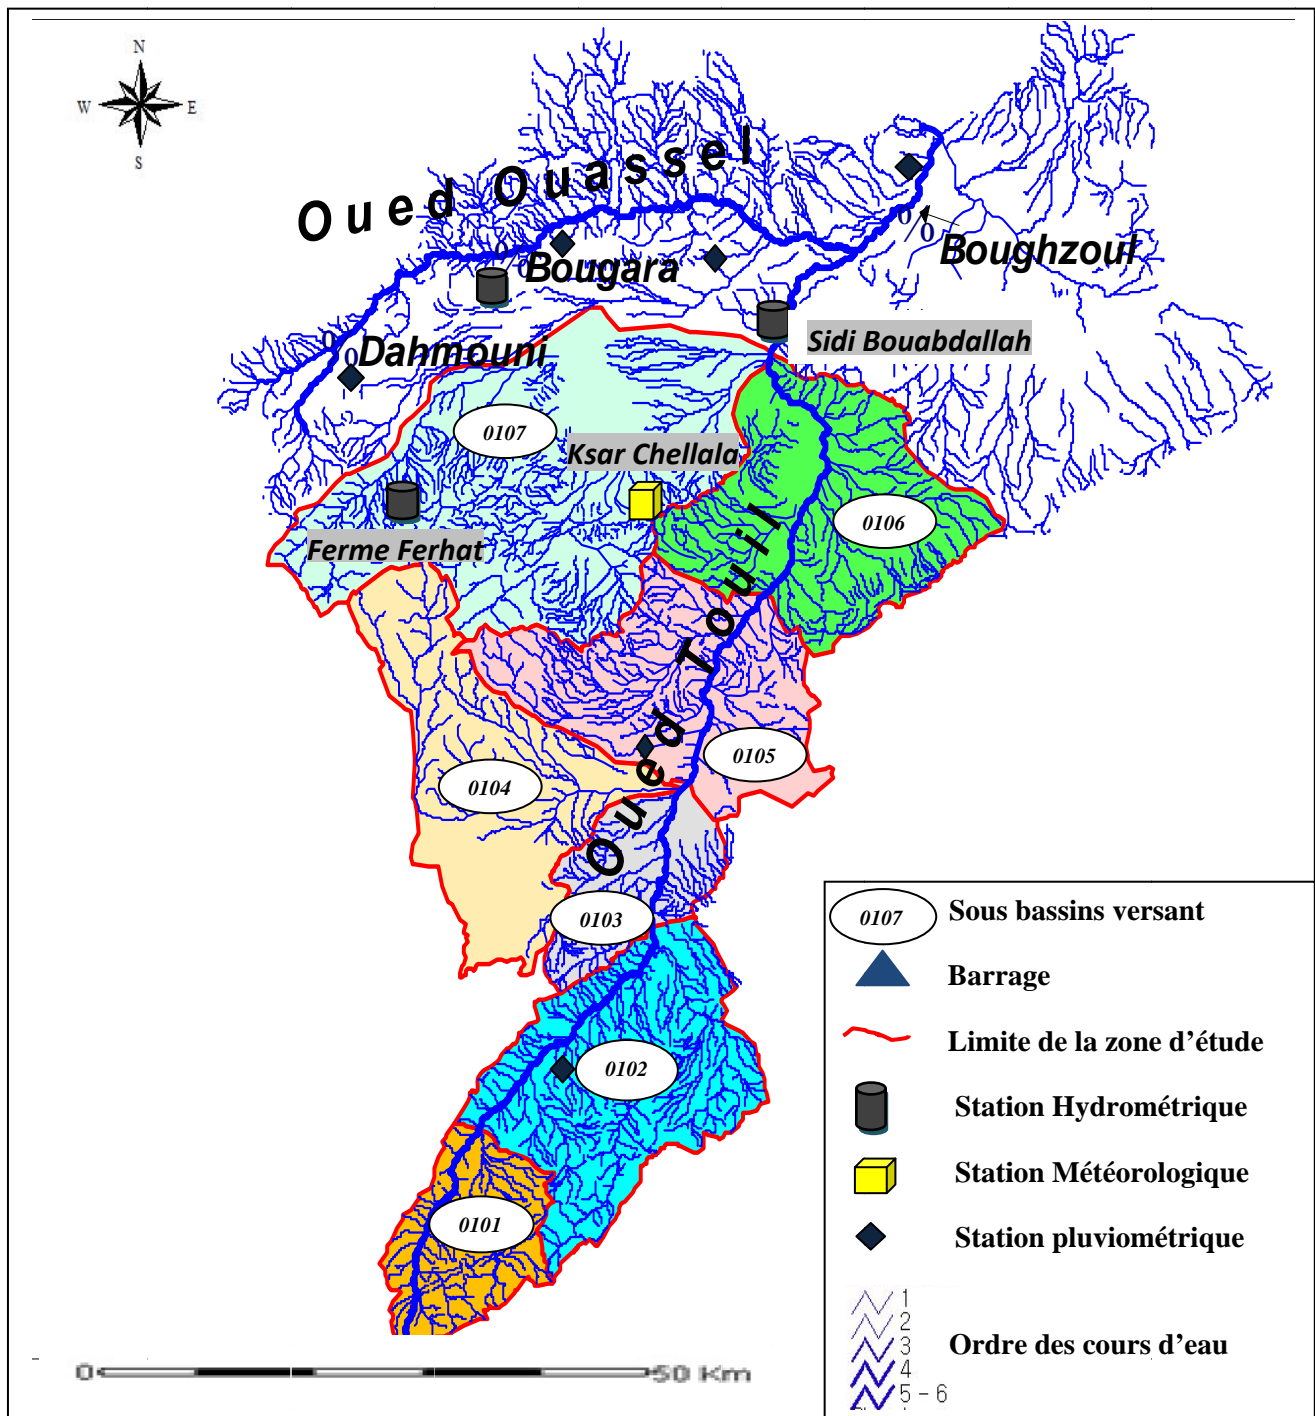 N
W E
S
Oued Ouassel
%
Boughzoul
%
%
Bougara
Sidi Bouabdallah
%
%
Dahmouni
0107
Ksar Chellala
0106
Ferme Ferhat
Oued Touil
0105
0104
0103
0102
0101
0107 Sous bassins versant
Barrage
Limite de la zone d’étude
Station Hydrométrique
Station Météorologique
Station pluviométrique
1
2
3
4
5 - 6
Ordre des cours d’eau
0 50 Km